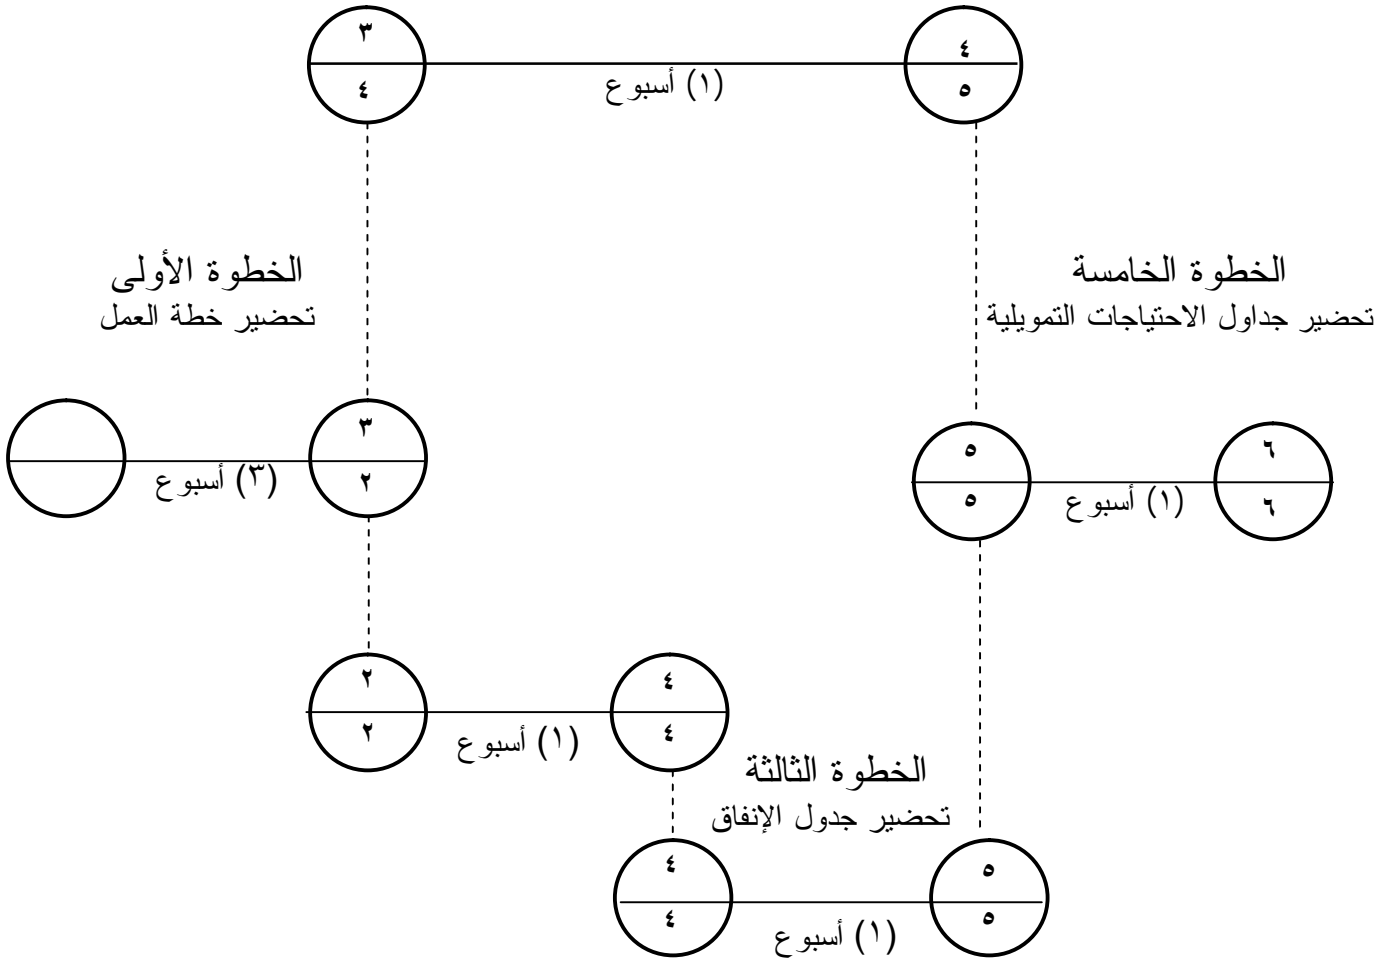 ٣
٤
٤
٥
(١) أسبوع
الخطوة الأولى
تحضير خطة العمل
الخطوة الخامسة
تحضير جداول الاحتياجات التمويلية
٣
٢
(٣) أسبوع
٥
٥
(١) أسبوع
٦
٦
٢
٢
(١) أسبوع
٤
٤
الخطوة الثالثة
تحضير جدول الإنفاق
٤
٤
(١) أسبوع
٥
٥